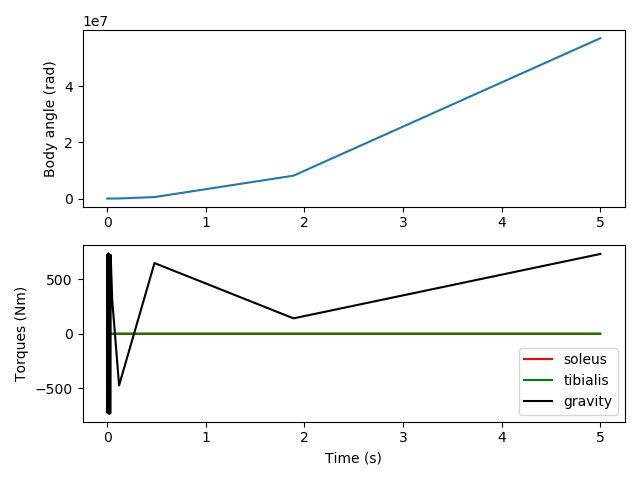 1e7
Body angle (rad)
4
2
0
0 1 2 3 4 5
Torques (Nm)
500
0
−500
soleus
tibialis
gravity
0 1 2 3 4 5
Time (s)